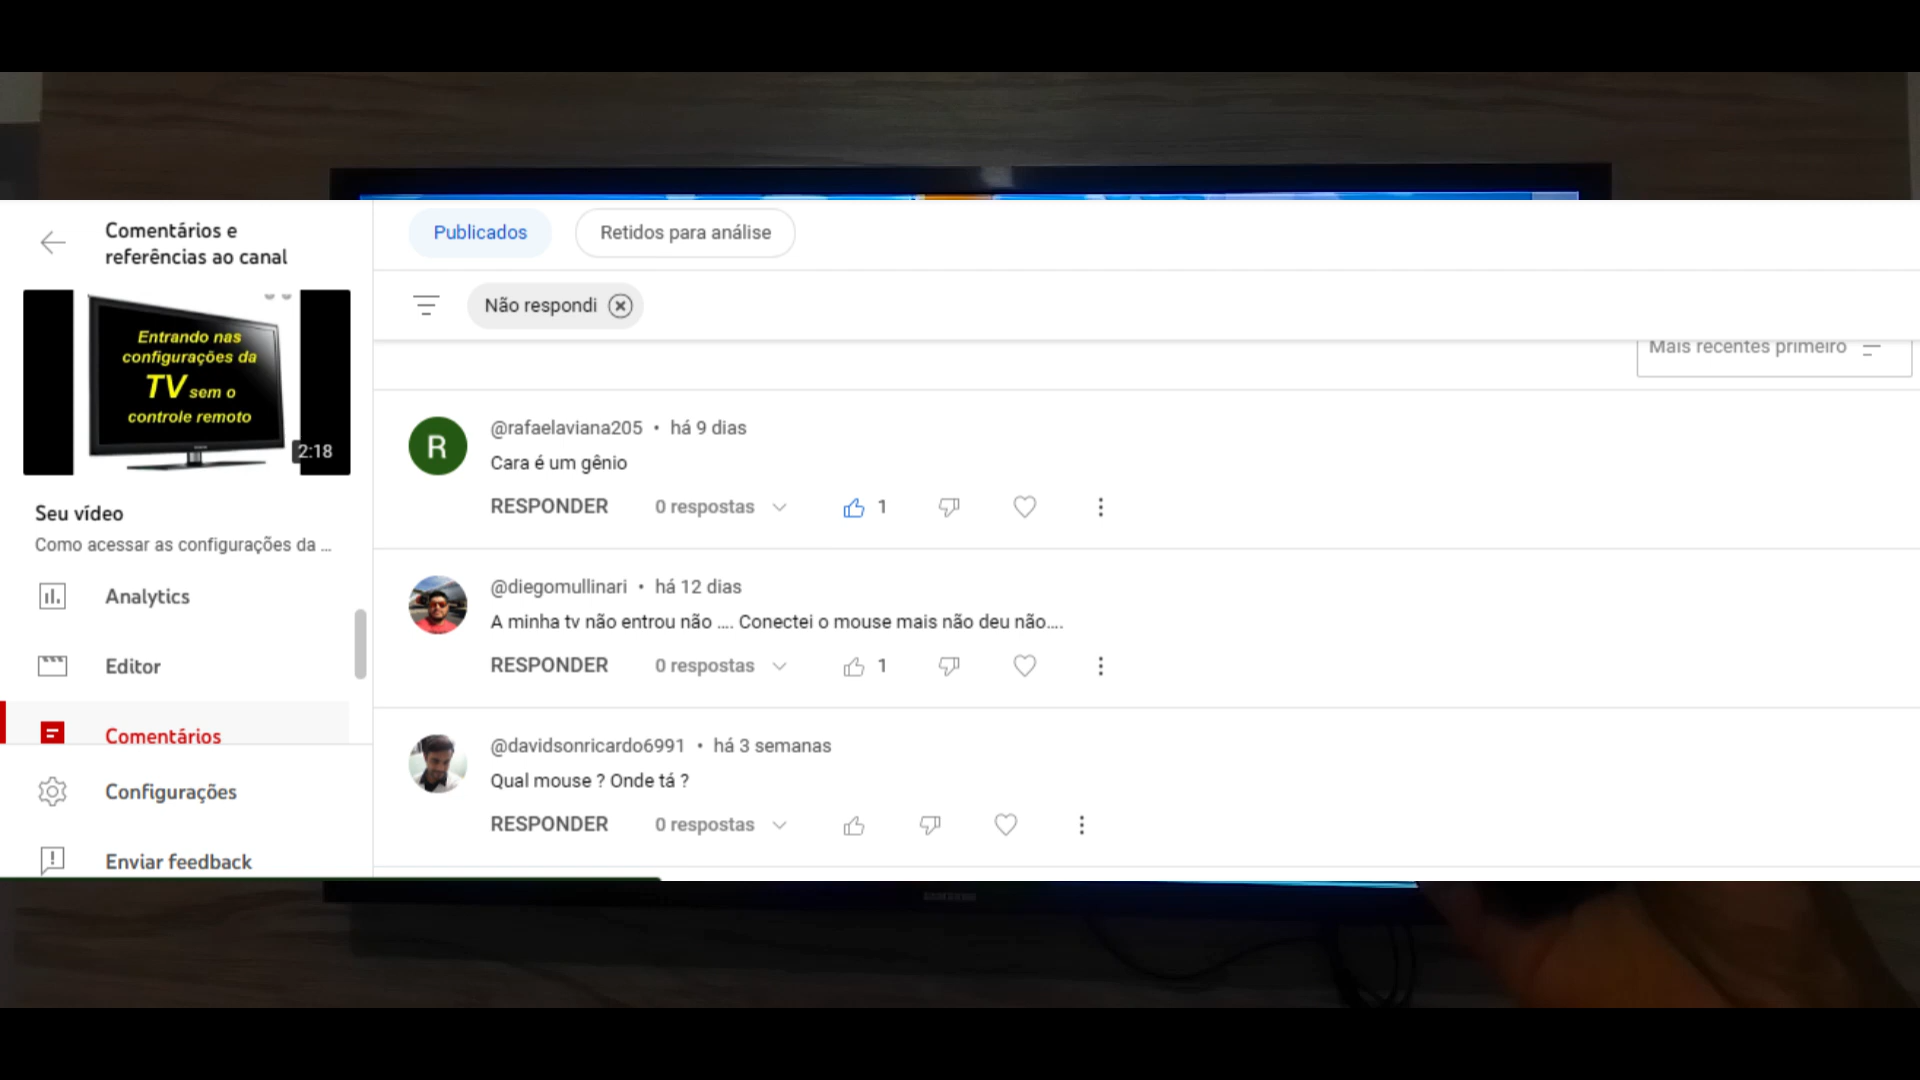 Comentários e
referências ao canal
Entrando nas
configurações da
TV sem o
controle remoto
2:18
Seu vídeo
Como acessar as configurações da ...
Analytics
Editor
Comentários
Configurações
Enviar feedback
Publicados
Retidos para análise
Não respondi
Mais recentes primeiro
R
@rafaelaviana205 • há 9 dias
Cara é um gênio
RESPONDER 0 respostas 1
@diegomullinari • há 12 dias
A minha tv não entrou não .... Conectei o mouse mais não deu não....
RESPONDER 0 respostas 1
@davidsonricardo6991 • há 3 semanas
Qual mouse ? Onde tá ?
RESPONDER 0 respostas
SAMSUNG